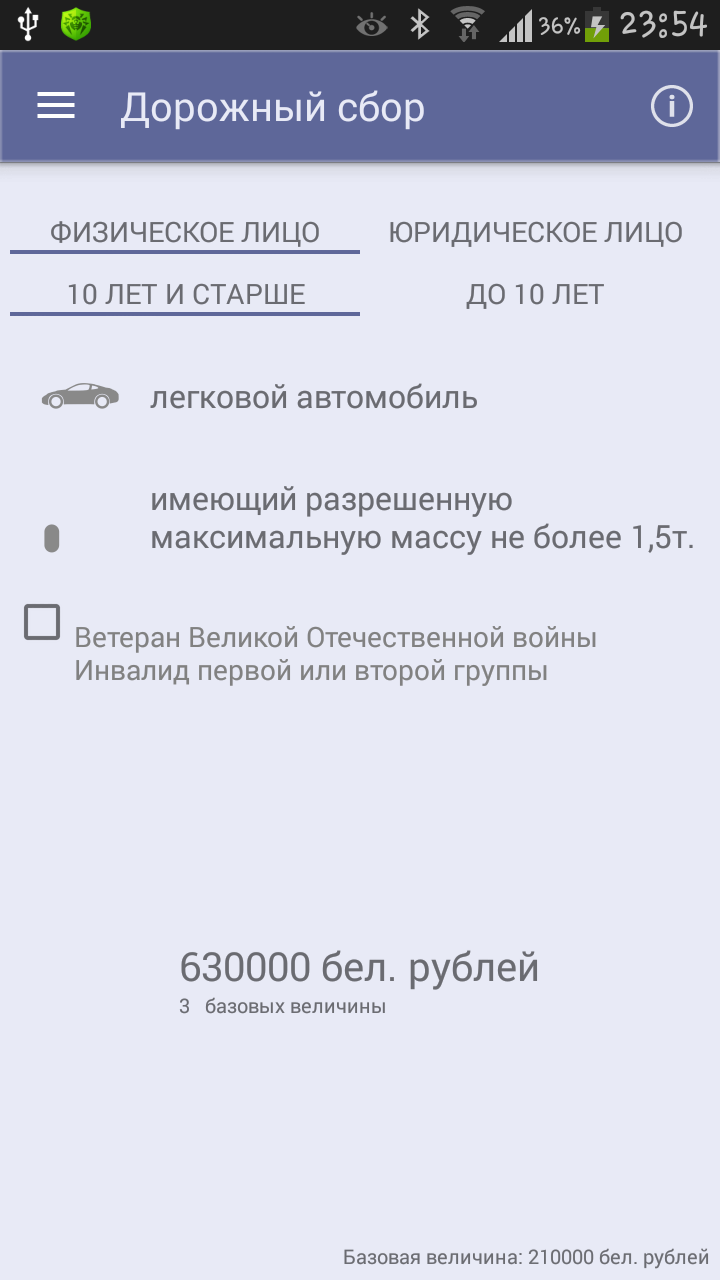 36% 23:54
Дорожный сбор
ФИЗИЧЕСКОЕ ЛИЦО ЮРИДИЧЕСКОЕ ЛИЦО
10 ЛЕТ И СТАРШЕ ДО 10 ЛЕТ
легковой автомобиль
имеющий разрешенную
максимальную массу не более 1,5т.
Ветеран Великой Отечественной войны
Инвалид первой или второй группы
630000 бел. рублей
3 базовых величины
Базовая величина: 210000 бел. рублей